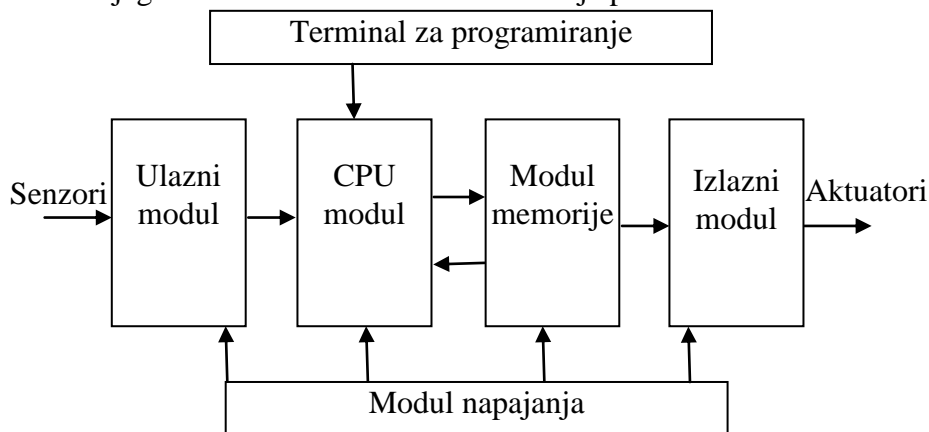 Terminal za programiranje
Senzori
Ulazni
modul
CPU
modul
Modul
memorije
Izlazni
modul
Aktuatori
Modul napajanja